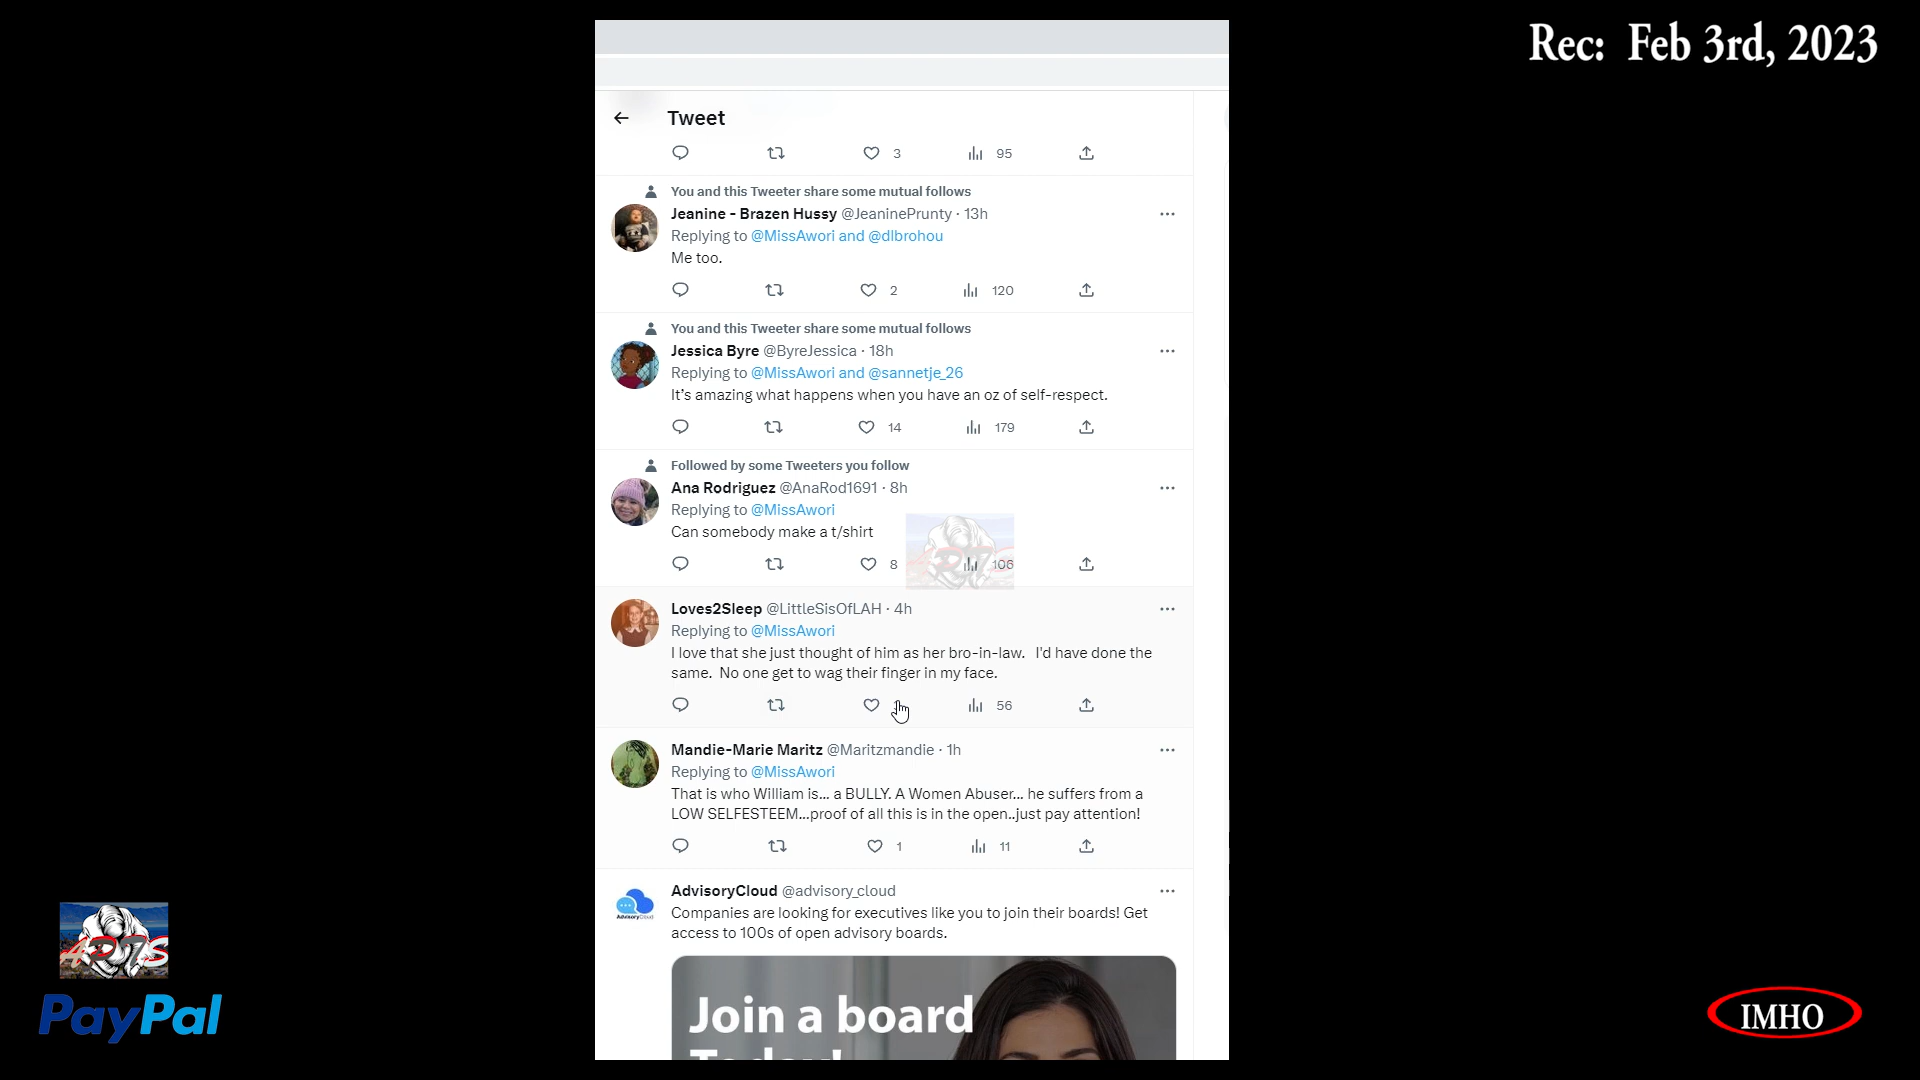 Rec: Feb 3rd, 2023
Tweet
3 95
You and this Tweeter share some mutual follows
Jeanine - Brazen Hussy @JeaninePrunty · 13h
Replying to @MissAwori and @dlbrohou
Me too.
2 120
You and this Tweeter share some mutual follows
Jessica Byre @ByreJessica · 18h
Replying to @MissAwori and @sannetje_26
It's amazing what happens when you have an oz of self-respect.
14 179
Followed by some Tweeters you follow
Ana Rodriguez @AnaRod1691 · 8h
Replying to @MissAwori
Can somebody make a t/shirt
8 106
Loves2Sleep @LittleSisOfLAH · 4h
Replying to @MissAwori
I love that she just thought of him as her bro-in-law. I'd have done the
same. No one get to wag their finger in my face.
56
Mandie-Marie Maritz @Maritzmandie · 1h
Replying to @MissAwori
That is who William is... a BULLY. A Women Abuser... he suffers from a
LOW SELFESTEEM...proof of all this is in the open..just pay attention!
1 11
AdvisoryCloud @advisory_cloud
Companies are looking for executives like you to join their boards! Get
access to 100s of open advisory boards.
Join a board
Today!
PayPal
IMHO